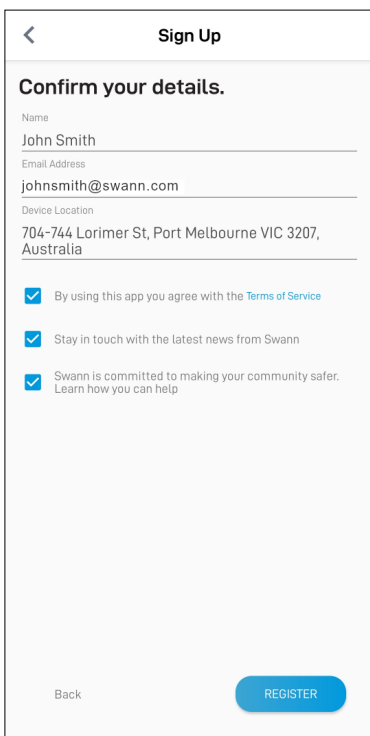 Sign Up
Confirm your details.
Name
John Smith
Email Address
johnsmith@swann.com
Device Location
704-744 Lorimer St, Port Melbourne VIC 3207,
Australia
By using this app you agree with the Terms of Service
Stay in touch with the latest news from Swann
Swann is committed to making your community safer.
Learn how you can help
Back
REGISTER